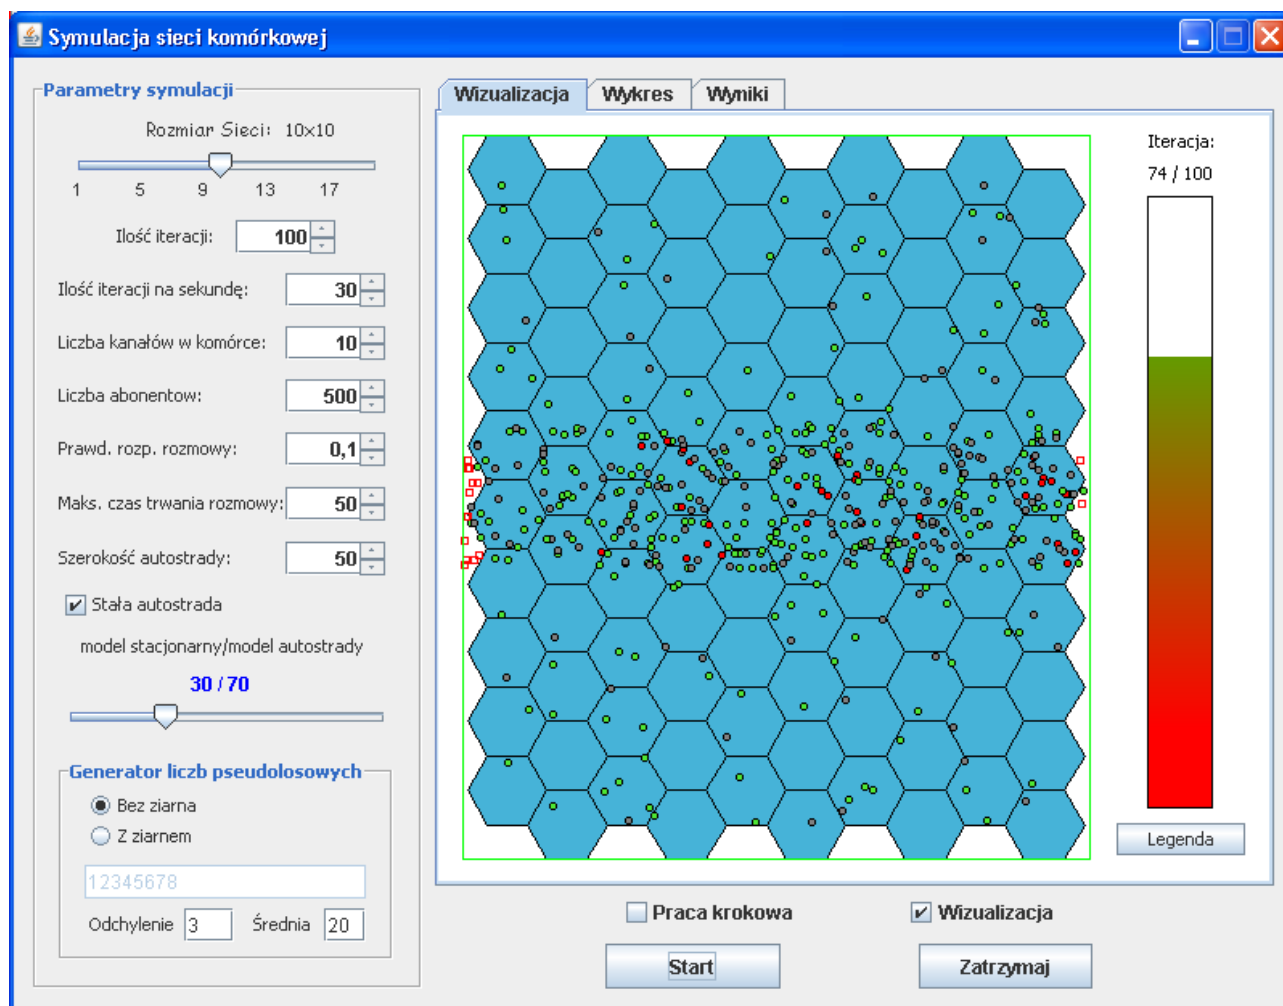 Symulacja sieci komórkowej
Parametry symulacji
Rozmiar Sieci: 10x10
1 5 9 13 17
Ilość iteracji: 100
Ilość iteracji na sekundę: 30
Liczba kanałów w komórce: 10
Liczba abonentow: 500
Prawd. rozp. rozmowy: 0,1
Maks. czas trwania rozmowy: 50
Szerokość autostrady: 50
Stała autostrada
model stacjonarny/model autostrady
30 / 70
Generator liczb pseudolosowych
Bez ziarna
Z ziarnem
12345678
Odchylenie 3 Średnia 20
Wizualizacja Wykres Wyniki
Iteracja:
74 / 100
Legenda
Praca krokowa Wizualizacja
Start Zatrzymaj